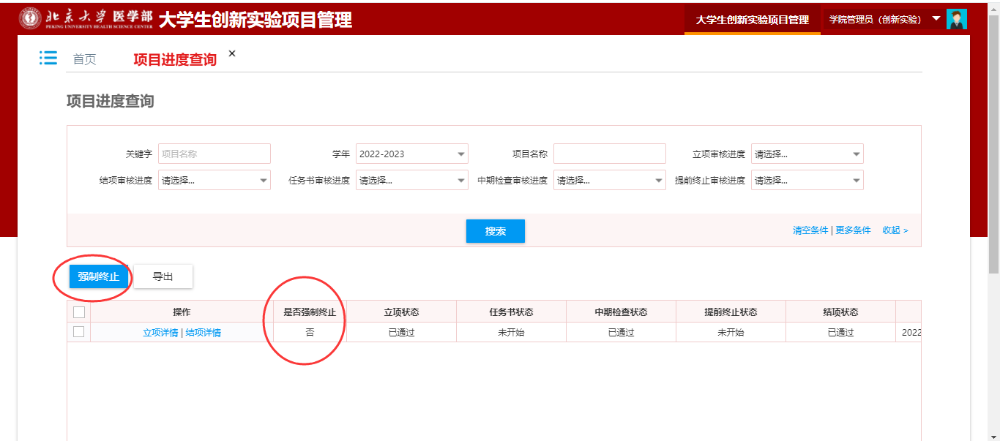 北京大学 医学部 大学生创新实验项目管理
PEKING UNIVERSITY HEALTH SCIENCE CENTER
大学生创新实验项目管理 学院管理员（创新实验）
首页 项目进度查询 ×
项目进度查询
关键字 项目名称 学年 2022-2023 项目名称 立项审核进度 请选择...
结项审核进度 请选择... 任务书审核进度 请选择... 中期检查审核进度 请选择... 提前终止审核进度 请选择...
搜索 清空条件 | 更多条件 收起 >
强制终止 导出
操作 是否强制终止 立项状态 任务书状态 中期检查状态 提前终止状态 结项状态
立项详情 | 结项详情 否 已通过 未开始 已通过 未开始 已通过 2022